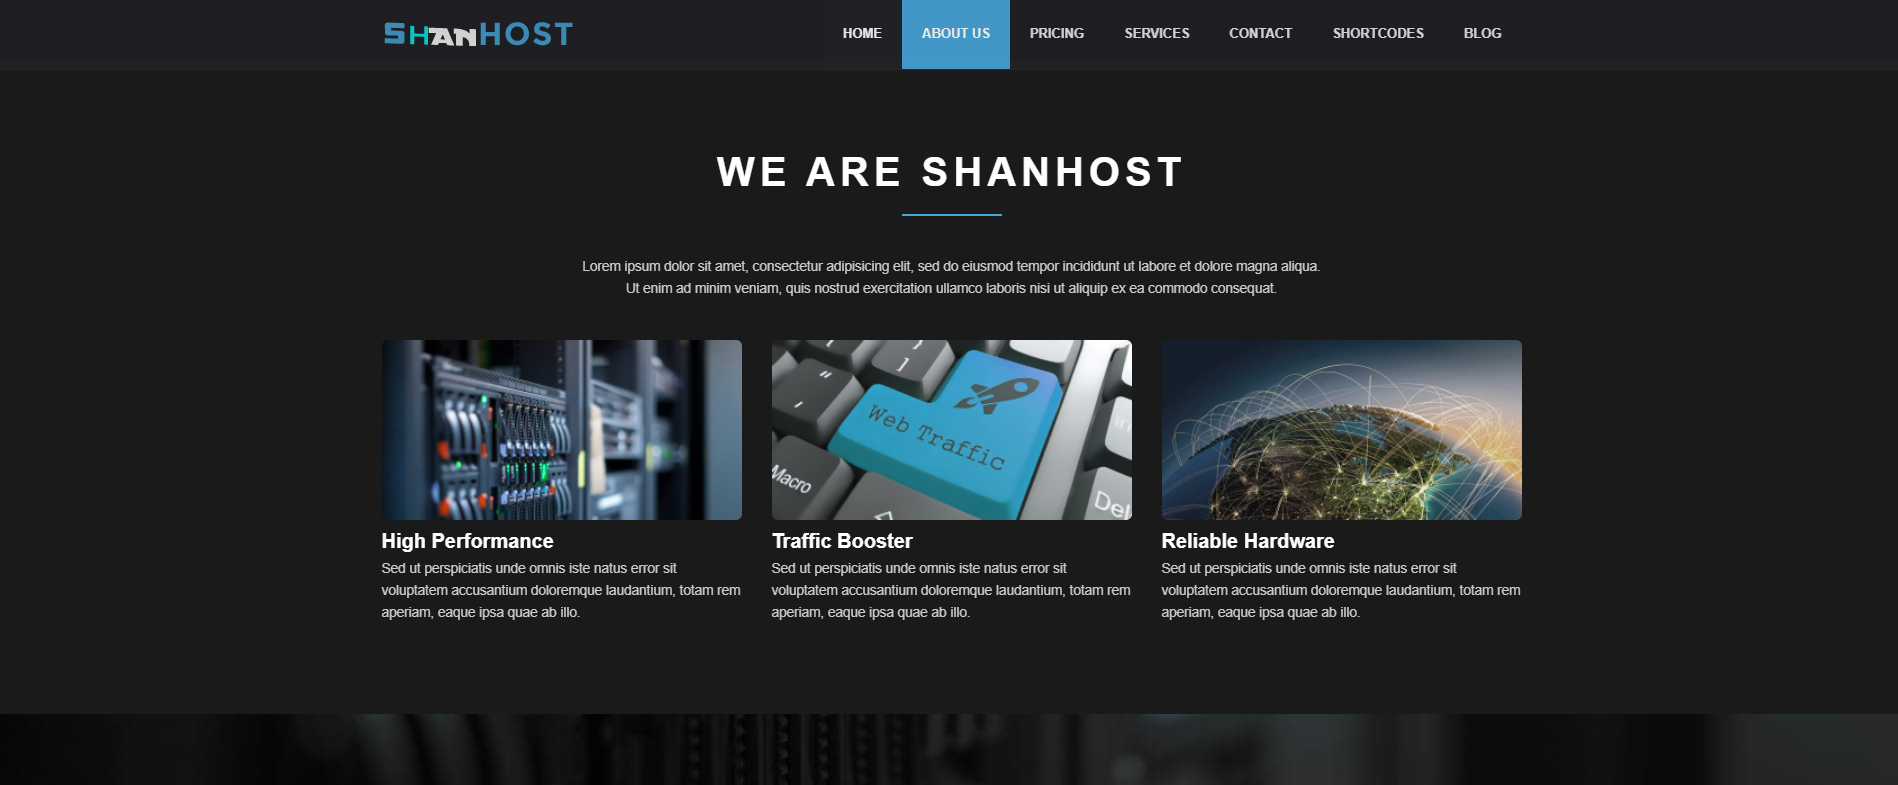 SHANHOST
HOME ABOUT US PRICING SERVICES CONTACT SHORTCODES BLOG
WE ARE SHANHOST
Lorem ipsum dolor sit amet, consectetur adipisicing elit, sed do eiusmod tempor incididunt ut labore et dolore magna aliqua.
Ut enim ad minim veniam, quis nostrud exercitation ullamco laboris nisi ut aliquip ex ea commodo consequat.
}
]
"
'
Web Traffic
Macro
Del
High Performance
Sed ut perspiciatis unde omnis iste natus error sit
voluptatem accusantium doloremque laudantium, totam rem
aperiam, eaque ipsa quae ab illo.
Traffic Booster
Sed ut perspiciatis unde omnis iste natus error sit
voluptatem accusantium doloremque laudantium, totam rem
aperiam, eaque ipsa quae ab illo.
Reliable Hardware
Sed ut perspiciatis unde omnis iste natus error sit
voluptatem accusantium doloremque laudantium, totam rem
aperiam, eaque ipsa quae ab illo.